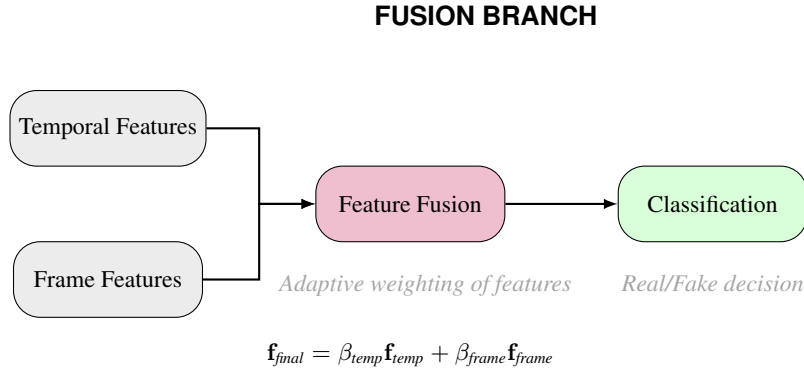 FUSION BRANCH
Temporal Features
Feature Fusion
Classification
Frame Features
Adaptive weighting of features
Real/Fake decision
f_final = β_temp f_temp + β_frame f_frame